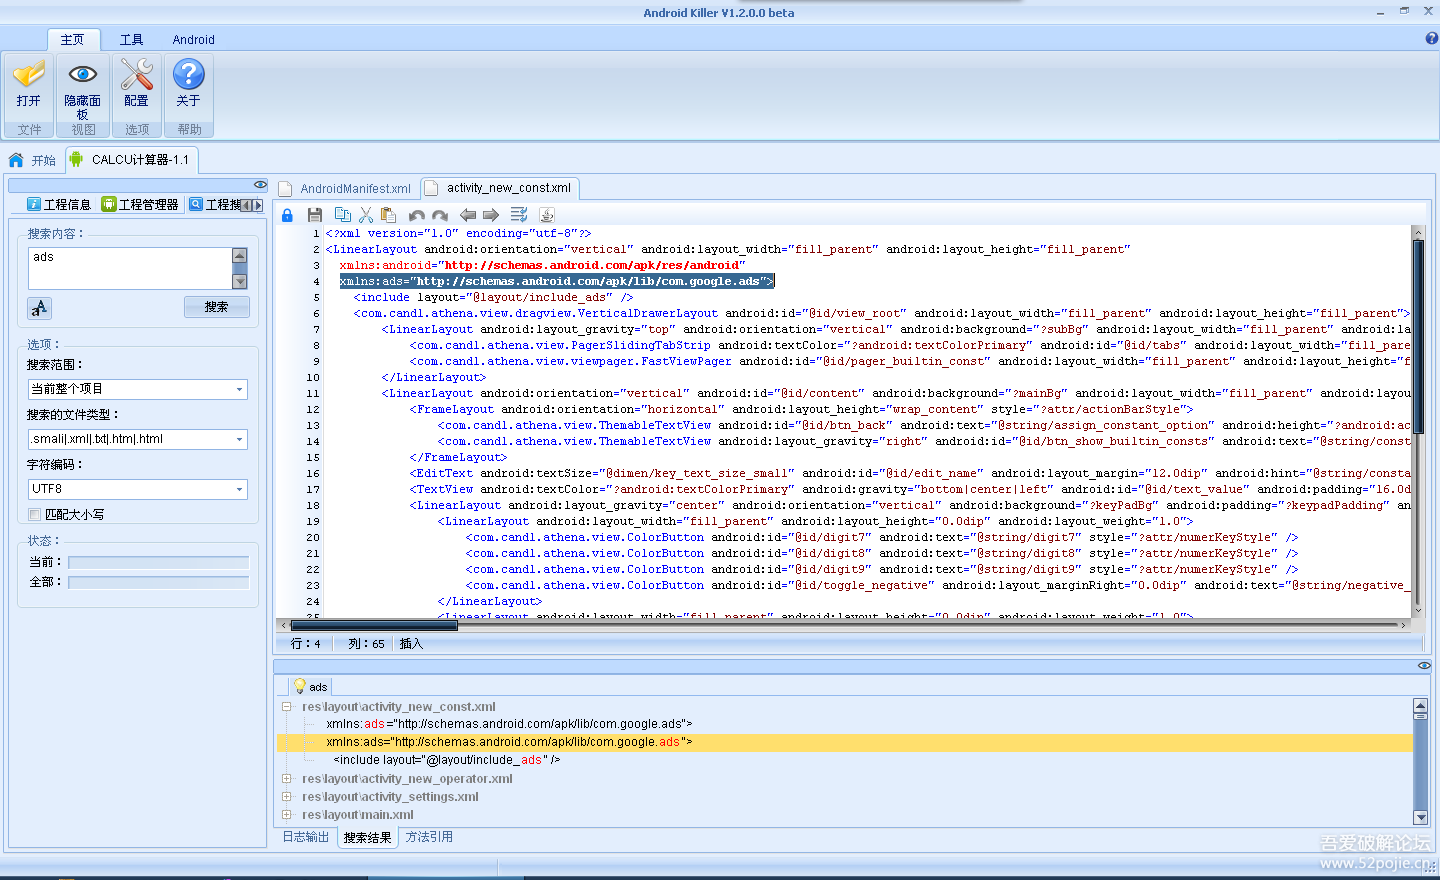 Android Killer V1.2.0.0 beta
主页 工具 Android
打开 隐藏面板 配置 关于
文件 视图 选项 帮助
开始 CALCU计算器-1.1
工程信息 工程管理器 工程搜
AndroidManifest.xml activity_new_const.xml
搜索内容：
ads
搜索
选项：
搜索范围：
当前整个项目
搜索的文件类型：
.smali|.xml|.txt|.htm|.html
字符编码：
UTF8
匹配大小写
状态：
当前：
全部：
1 <?xml version="1.0" encoding="utf-8"?>
2 <LinearLayout android:orientation="vertical" android:layout_width="fill_parent" android:layout_height="fill_parent"
3 xmlns:android="http://schemas.android.com/apk/res/android"
4 xmlns:ads="http://schemas.android.com/apk/lib/com.google.ads">
5 <include layout="@layout/include_ads" />
6 <com.candl.athena.view.dragview.VerticalDrawerLayout android:id="@id/view_root" android:layout_width="fill_parent" android:layout_height="fill_parent">
7 <LinearLayout android:layout_gravity="top" android:orientation="vertical" android:background="?subBg" android:layout_width="fill_parent" android:la
8 <com.candl.athena.view.PagerSlidingTabStrip android:textColor="?android:textColorPrimary" android:id="@id/tabs" android:layout_width="fill_pare
9 <com.candl.athena.view.viewpager.FastViewPager android:id="@id/pager_builtin_const" android:layout_width="fill_parent" android:layout_height="f
10 </LinearLayout>
11 <LinearLayout android:orientation="vertical" android:id="@id/content" android:background="?mainBg" android:layout_width="fill_parent" android:layout
12 <FrameLayout android:orientation="horizontal" android:layout_height="wrap_content" style="?attr/actionBarStyle">
13 <com.candl.athena.view.ThemableTextView android:id="@id/btn_back" android:text="@string/assign_constant_option" android:height="?android:ac
14 <com.candl.athena.view.ThemableTextView android:layout_gravity="right" android:id="@id/btn_show_builtin_consts" android:text="@string/const
15 </FrameLayout>
16 <EditText android:textSize="@dimen/key_text_size_small" android:id="@id/edit_name" android:layout_margin="12.0dip" android:hint="@string/consta
17 <TextView android:textColor="?android:textColorPrimary" android:gravity="bottom|center|left" android:id="@id/text_value" android:padding="16.0d
18 <LinearLayout android:layout_gravity="center" android:orientation="vertical" android:background="?keyPadBg" android:padding="?keypadPadding" an
19 <LinearLayout android:layout_width="fill_parent" android:layout_height="0.0dip" android:layout_weight="1.0">
20 <com.candl.athena.view.ColorButton android:id="@id/digit7" android:text="@string/digit7" style="?attr/numerKeyStyle" />
21 <com.candl.athena.view.ColorButton android:id="@id/digit8" android:text="@string/digit8" style="?attr/numerKeyStyle" />
22 <com.candl.athena.view.ColorButton android:id="@id/digit9" android:text="@string/digit9" style="?attr/numerKeyStyle" />
23 <com.candl.athena.view.ColorButton android:id="@id/toggle_negative" android:layout_marginRight="0.0dip" android:text="@string/negative_
24 </LinearLayout>
25 <LinearLayout android:layout_width="fill_parent" android:layout_height="0.0dip" android:layout_weight="1.0">
行：4 列：65 插入
ads
res\layout\activity_new_const.xml
xmlns:ads="http://schemas.android.com/apk/lib/com.google.ads">
xmlns:ads="http://schemas.android.com/apk/lib/com.google.ads">
<include layout="@layout/include_ads" />
res\layout\activity_new_operator.xml
res\layout\activity_settings.xml
res\layout\main.xml
日志输出 搜索结果 方法引用
吾爱破解论坛
www.52pojie.cn